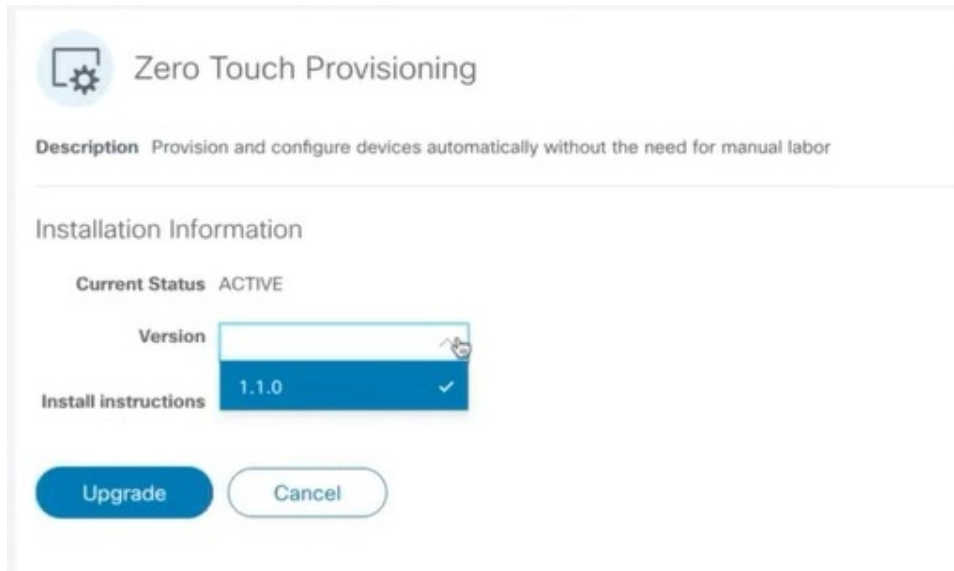 Zero Touch Provisioning
Description Provision and configure devices automatically without the need for manual labor
Installation Information
Current Status ACTIVE
Version
1.1.0
Install instructions
Upgrade Cancel